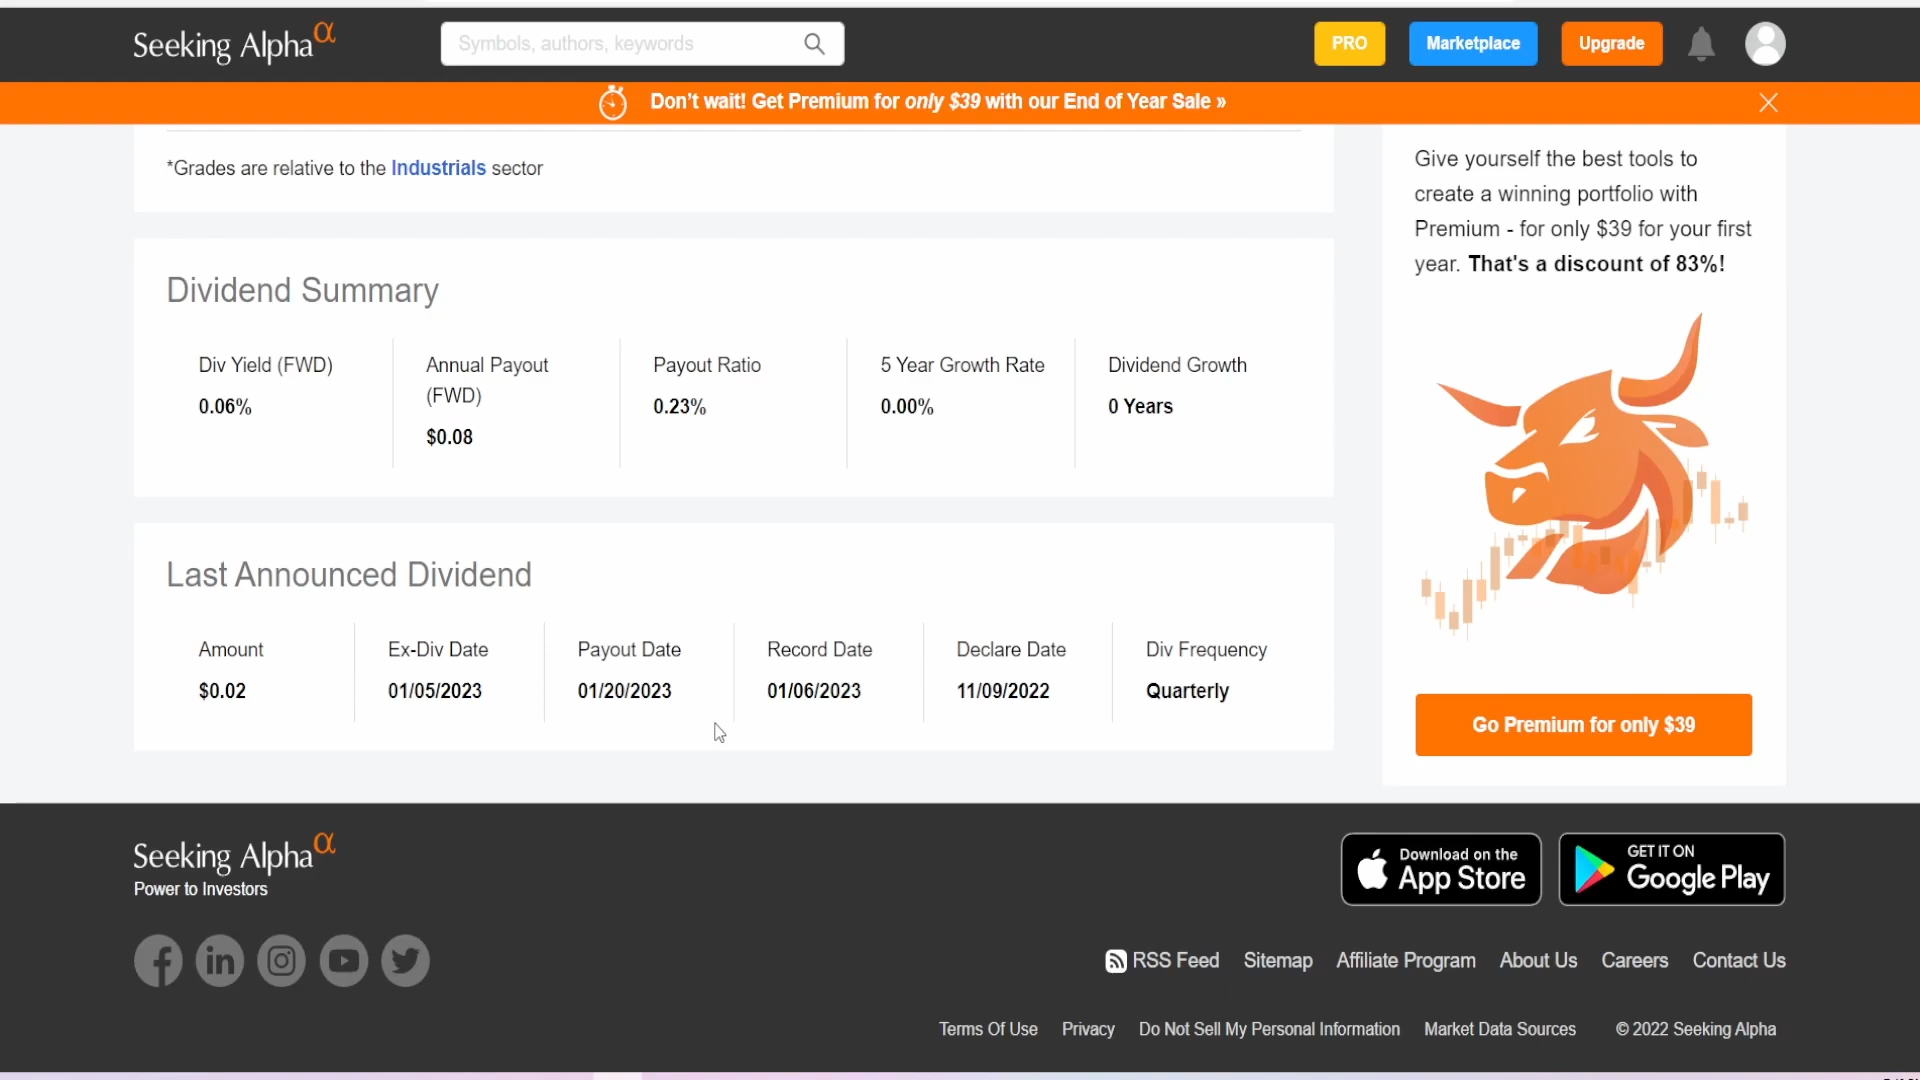 Seeking Alphaα
Symbols, authors, keywords
PRO
Marketplace
Upgrade
Don't wait! Get Premium for only $39 with our End of Year Sale »
*Grades are relative to the Industrials sector
Give yourself the best tools to
create a winning portfolio with
Premium - for only $39 for your first
year. That's a discount of 83%!
Dividend Summary
Div Yield (FWD)
0.06%
Annual Payout
(FWD)
$0.08
Payout Ratio
0.23%
5 Year Growth Rate
0.00%
Dividend Growth
0 Years
Last Announced Dividend
Amount
$0.02
Ex-Div Date
01/05/2023
Payout Date
01/20/2023
Record Date
01/06/2023
Declare Date
11/09/2022
Div Frequency
Quarterly
Go Premium for only $39
Seeking Alphaα
Power to Investors
Download on the
App Store
GET IT ON
Google Play
RSS Feed
Sitemap
Affiliate Program
About Us
Careers
Contact Us
Terms Of Use
Privacy
Do Not Sell My Personal Information
Market Data Sources
© 2022 Seeking Alpha